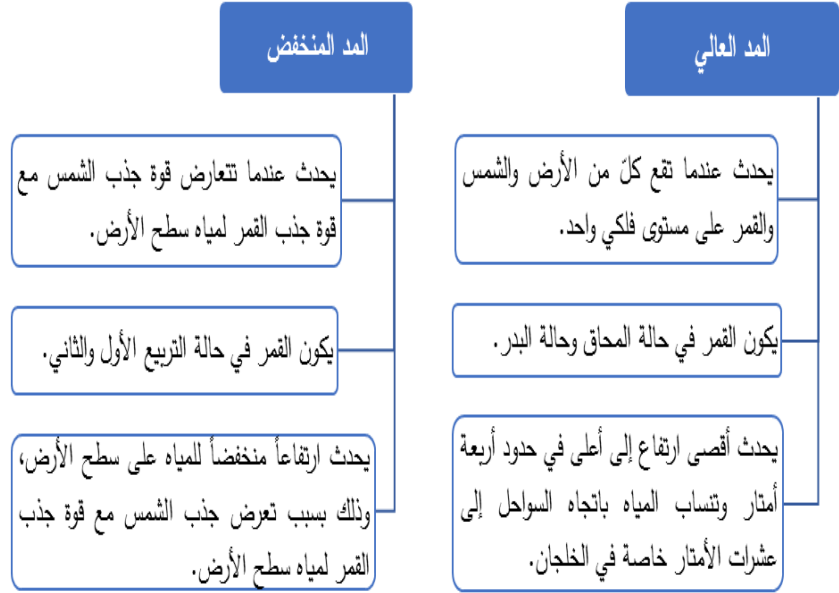 المد العالي
يحدث عندما تقع كلّ من الأرض والشمس
والقمر على مستوى فلكي واحد.
يكون القمر في حالة المحاق وحالة البدر.
يحدث أقصى ارتفاع إلى أعلى في حدود أربعة
أمتار وتنساب المياه باتجاه السواحل إلى
عشرات الأمتار خاصة في الخلجان.
المد المنخفض
يحدث عندما تتعارض قوة جذب الشمس مع
قوة جذب القمر لمياه سطح الأرض.
يكون القمر في حالة التربيع الأول والثاني.
يحدث ارتفاعاً منخفضاً للمياه على سطح الأرض،
وذلك بسبب تعرض جذب الشمس مع قوة جذب
القمر لمياه سطح الأرض.